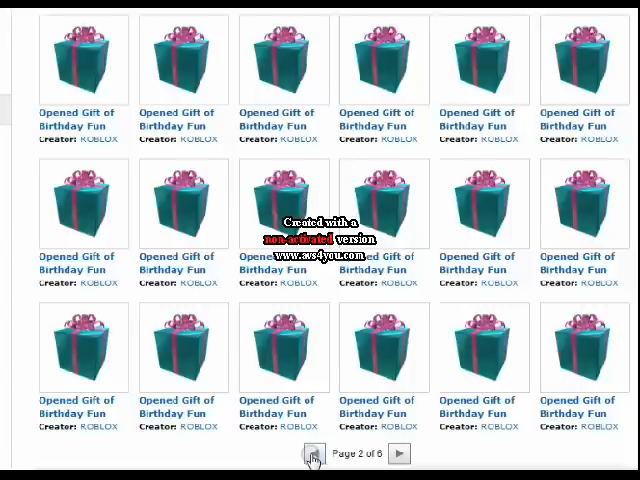 Opened Gift of Birthday Fun
Creator: ROBLOX
Opened Gift of Birthday Fun
Creator: ROBLOX
Opened Gift of Birthday Fun
Creator: ROBLOX
Opened Gift of Birthday Fun
Creator: ROBLOX
Opened Gift of Birthday Fun
Creator: ROBLOX
Opened Gift of Birthday Fun
Creator: ROBLOX
Opened Gift of Birthday Fun
Creator: ROBLOX
Opened Gift of Birthday Fun
Creator: ROBLOX
Opened Gift of Birthday Fun
Creator: ROBLOX
Opened Gift of Birthday Fun
Creator: ROBLOX
Opened Gift of Birthday Fun
Creator: ROBLOX
Opened Gift of Birthday Fun
Creator: ROBLOX
Created with a
non-activated version
www.avs4you.com
Opened Gift of Birthday Fun
Creator: ROBLOX
Opened Gift of Birthday Fun
Creator: ROBLOX
Opened Gift of Birthday Fun
Creator: ROBLOX
Opened Gift of Birthday Fun
Creator: ROBLOX
Opened Gift of Birthday Fun
Creator: ROBLOX
Opened Gift of Birthday Fun
Creator: ROBLOX
Page 2 of 6